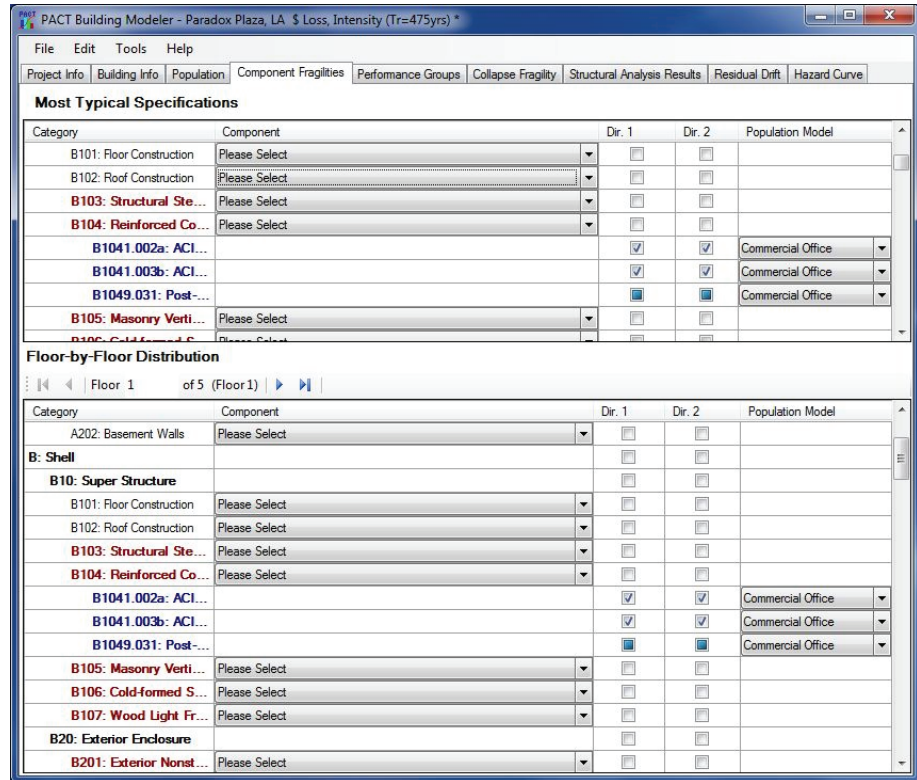 PACT Building Modeler - Paradox Plaza, LA $ Loss, Intensity (Tr=475yrs) *
File Edit Tools Help
Project Info Building Info Population Component Fragilities Performance Groups Collapse Fragility Structural Analysis Results Residual Drift Hazard Curve
Most Typical Specifications
Category Component Dir. 1 Dir. 2 Population Model
B101: Floor Construction Please Select
B102: Roof Construction Please Select
B103: Structural Ste... Please Select
B104: Reinforced Co... Please Select
B1041.002a: ACI... Commercial Office
B1041.003b: ACI... Commercial Office
B1049.031: Post-... Commercial Office
B105: Masonry Verti... Please Select
B106: Cold-formed S... Please Select
Floor-by-Floor Distribution
Floor 1 of 5 (Floor1)
Category Component Dir. 1 Dir. 2 Population Model
A202: Basement Walls Please Select
B: Shell
B10: Super Structure
B101: Floor Construction Please Select
B102: Roof Construction Please Select
B103: Structural Ste... Please Select
B104: Reinforced Co... Please Select
B1041.002a: ACI... Commercial Office
B1041.003b: ACI... Commercial Office
B1049.031: Post-... Commercial Office
B105: Masonry Verti... Please Select
B106: Cold-formed S... Please Select
B107: Wood Light Fr... Please Select
B20: Exterior Enclosure
B201: Exterior Nonst... Please Select